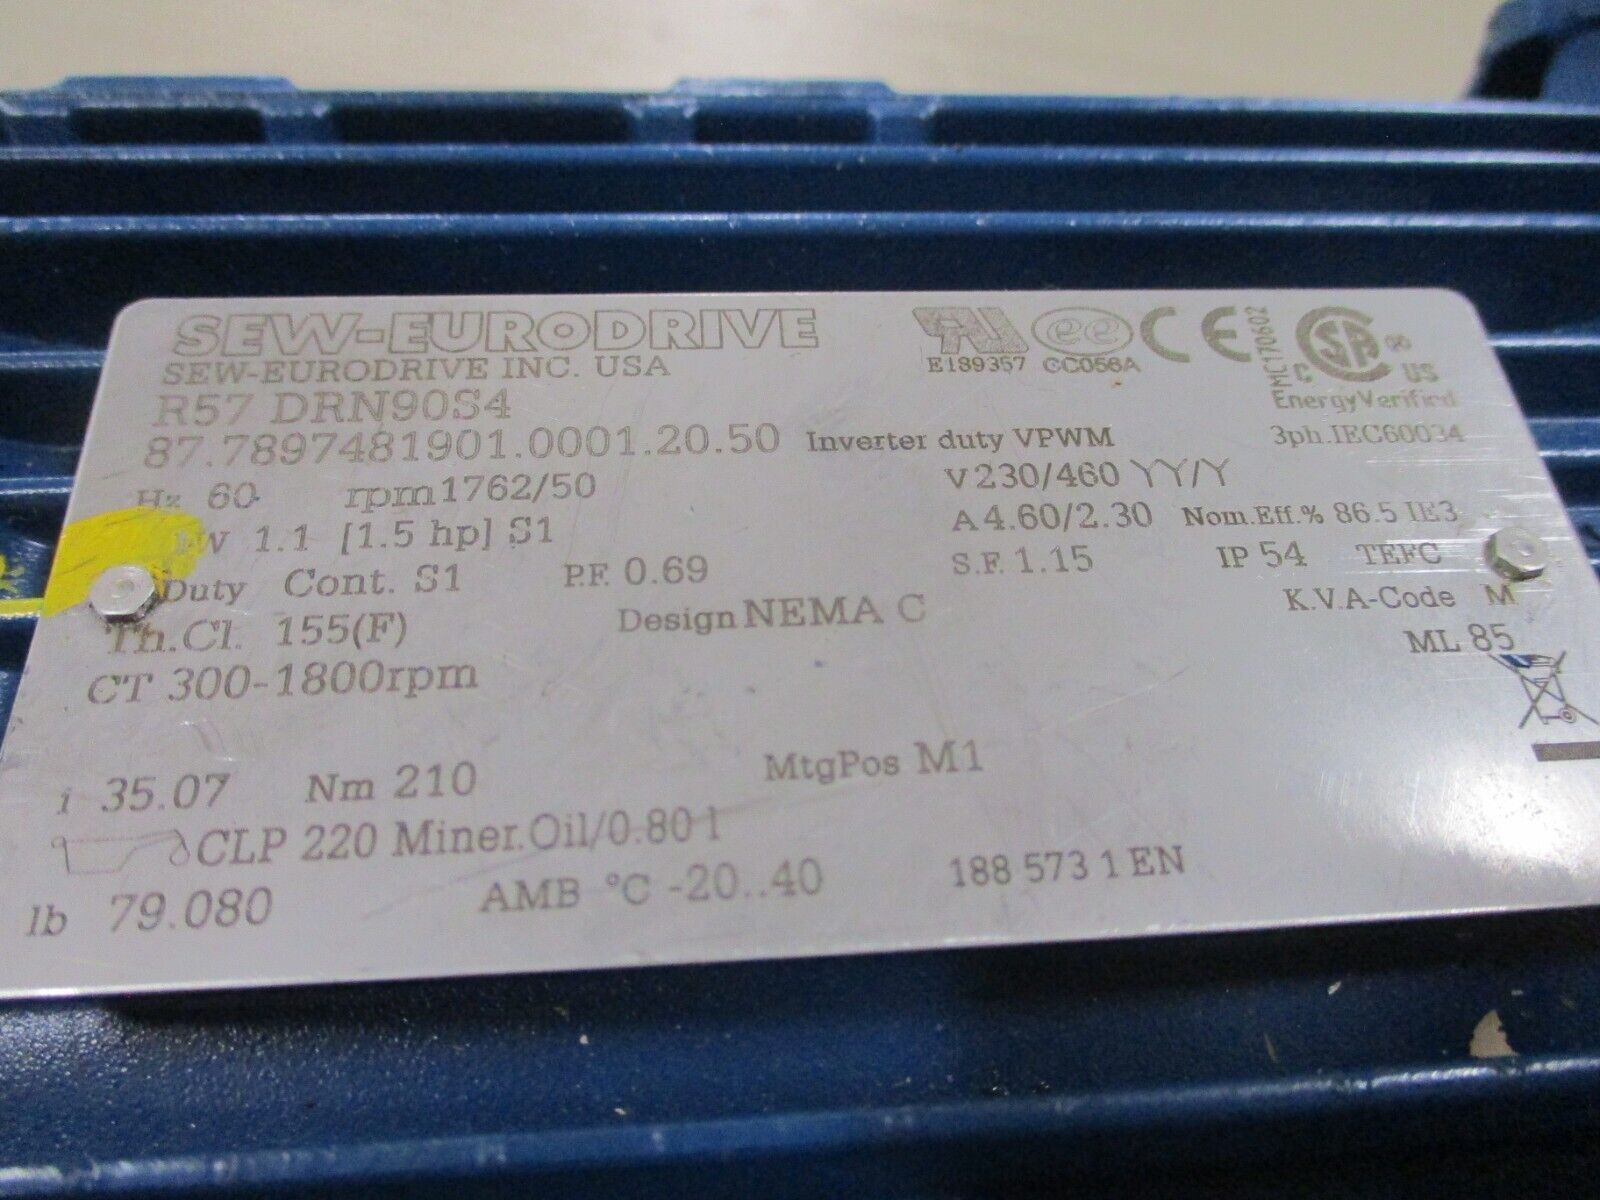 SEW-EURODRIVE
SEW-EURODRIVE INC. USA
E189357 CC056A
MC170602
C US
EnergyVerified
R57 DRN90S4
87.7897481901.0001.20.50 Inverter duty VPWM 3ph.IEC60034
Hz 60 rpm 1762/50 V 230/460 YY/Y
kW 1.1 [1.5 hp] S1 A 4.60/2.30 Nom.Eff.% 86.5 IE3
Duty Cont. S1 P.F. 0.69 S.F. 1.15 IP 54 TEFC
Th.Cl. 155(F) Design NEMA C K.V.A-Code M
CT 300-1800rpm ML 85
i 35.07 Nm 210 MtgPos M1
CLP 220 Miner.Oil/0.80 l
lb 79.080 AMB °C -20..40 188 573 1 EN